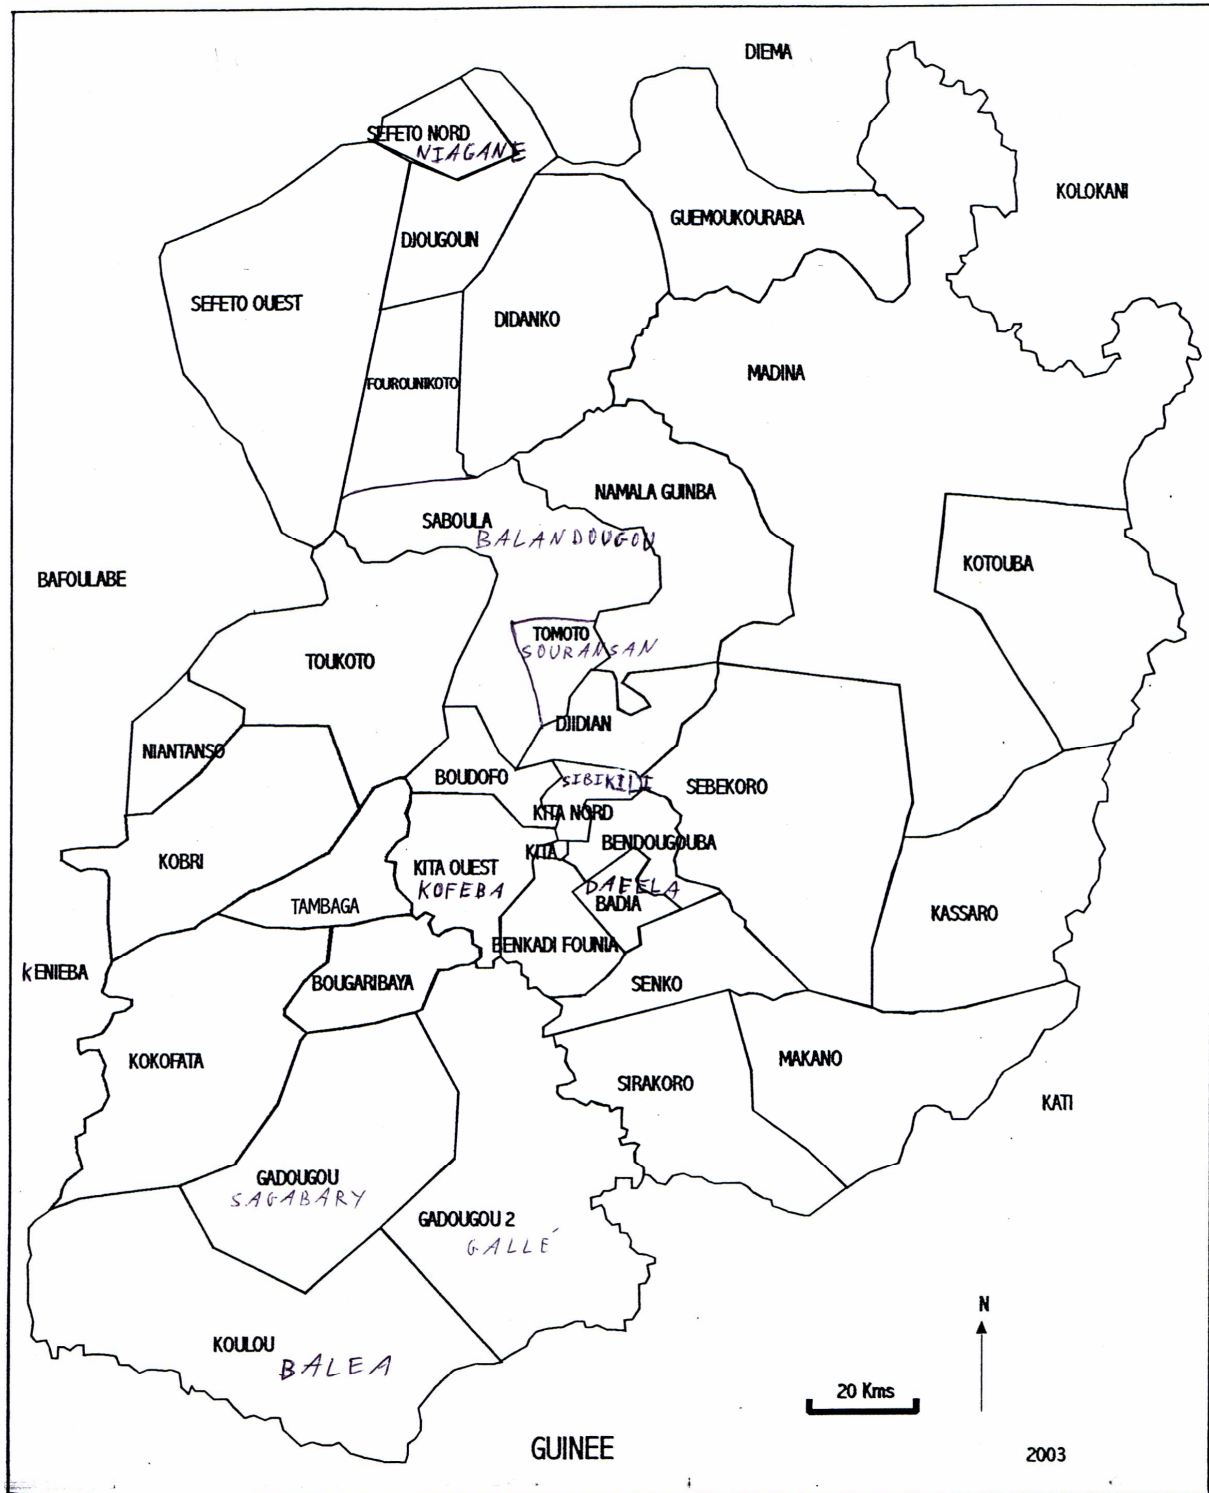 DIEMA
SEFETO NORD
NIAGANE
KOLOKANI
GUEMOUKOURABA
DJOUGOUN
SEFETO OUEST
DIDANKO
MADINA
FOUROUNIKOTO
NAMALA GUINBA
SABOULA
BALANDOUGOU
KOTOUBA
BAFOULABE
TOMOTO
SOURANSAN
TOUKOTO
DJIDIAN
NIANTANSO
BOUDOFO
SIBIKILI
SEBEKORO
KITA NORD
BENDOUGOUBA
KITA
KOBRI
KITA OUEST
KOFEBA
DAFELA
BADIA
TAMBAGA
KASSARO
BENKADI FOUNIA
KENIEBA
BOUGARIBAYA
SENKO
KOKOFATA
MAKANO
SIRAKORO
KATI
GADOUGOU
SAGABARY
GADOUGOU 2
GALLÉ
N
KOULOU
BALEA
20 Kms
GUINEE
2003